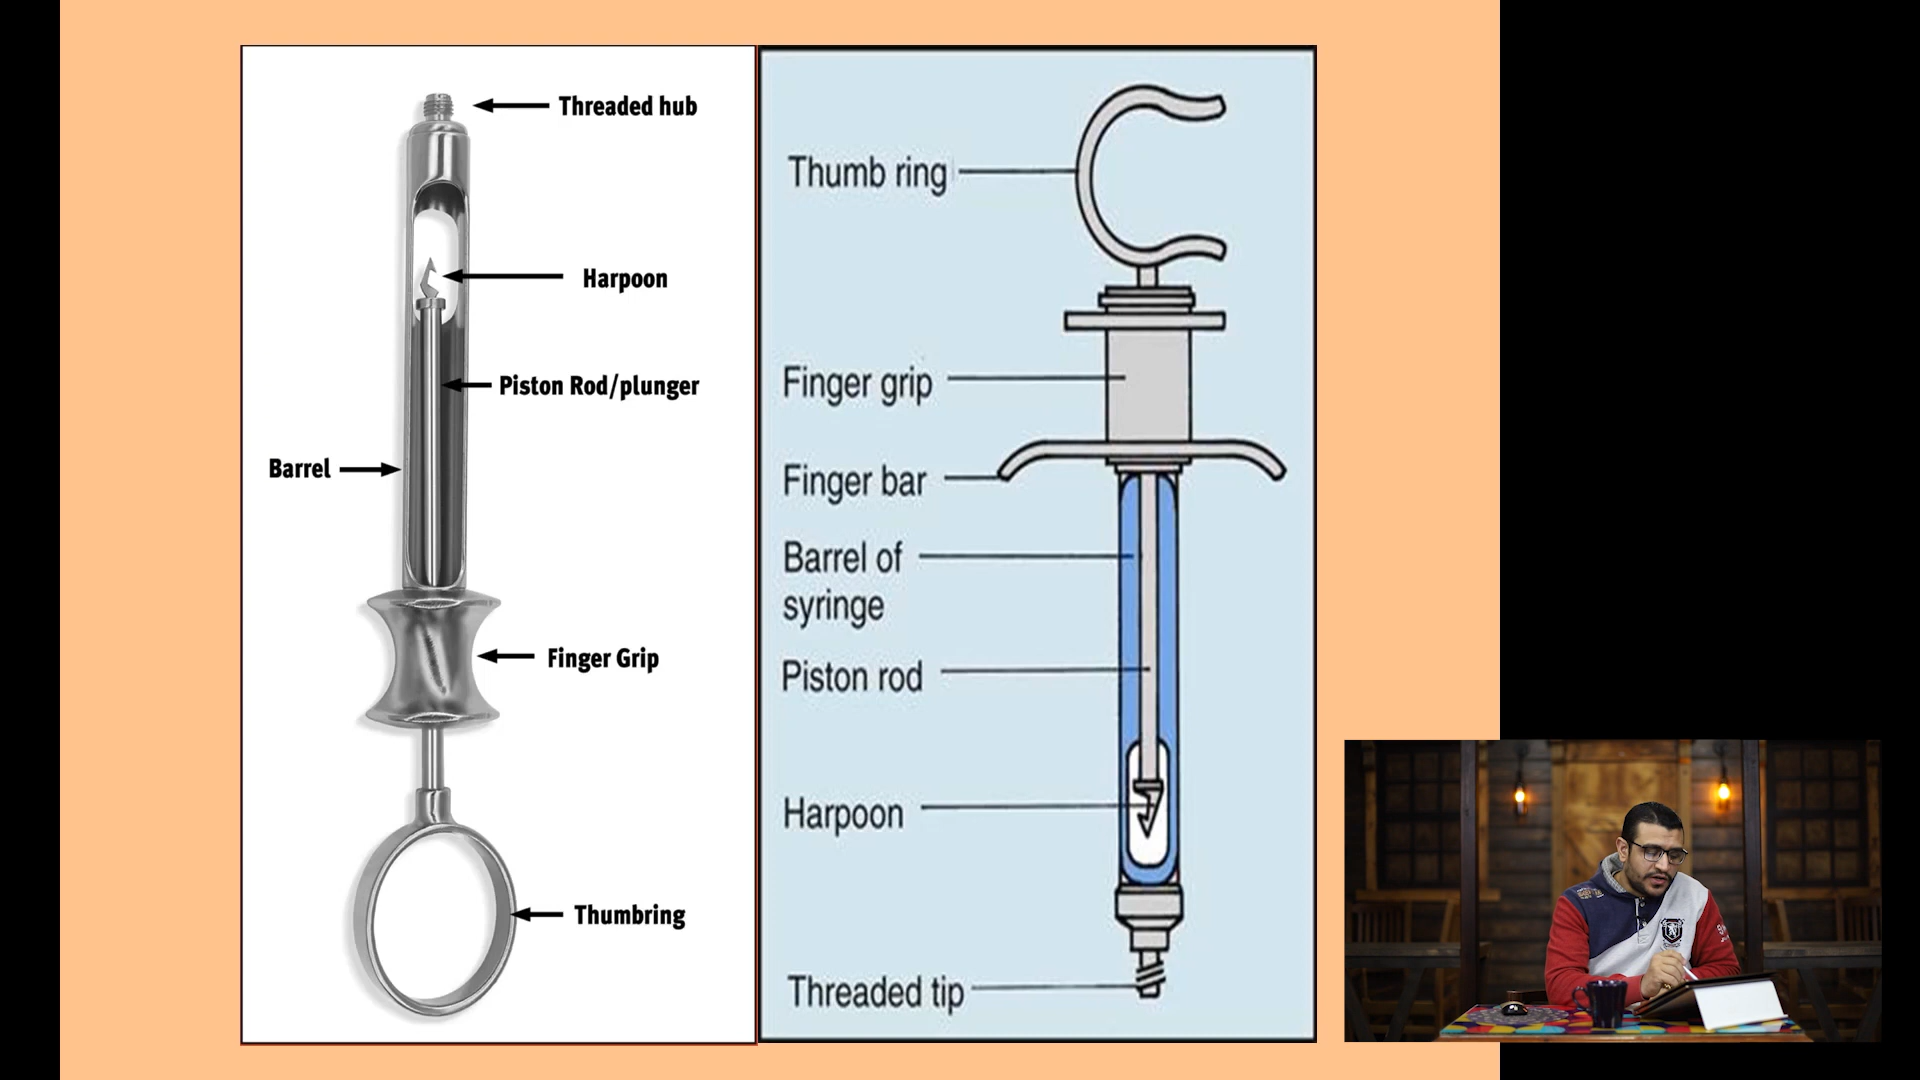 Threaded hub
Harpoon
Piston Rod/plunger
Barrel
Finger Grip
Thumbring
Thumb ring
Finger grip
Finger bar
Barrel of
syringe
Piston rod
Harpoon
Threaded tip